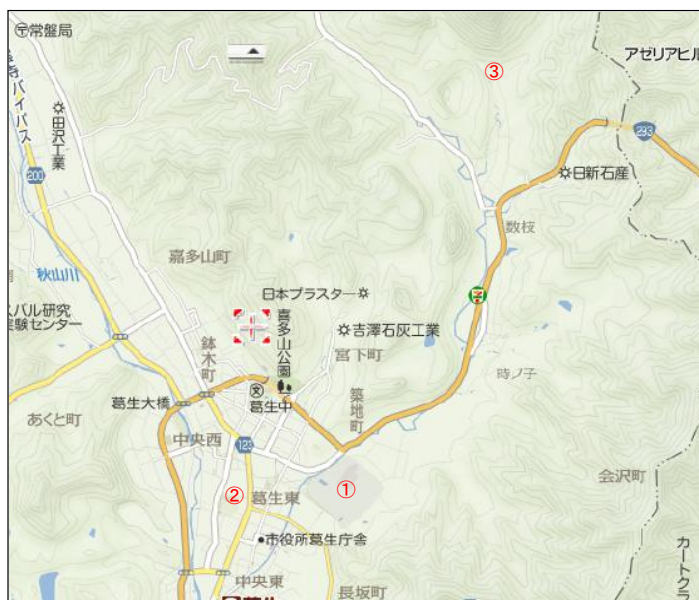 〒常盤局
アゼリアヒル
③
バイパス
田沢工業
293
200
日新石産
数枝
嘉多山町
秋山川
日本プラスター
スバル研究
実験センター
喜多山公園
吉澤石灰工業
鉢木町
宮下町
時ノ子
葛生大橋
葛生中
築地町
あくと町
中央西
123
会沢町
②
葛生東
①
市役所葛生庁舎
カートクラ
中央東
長坂町